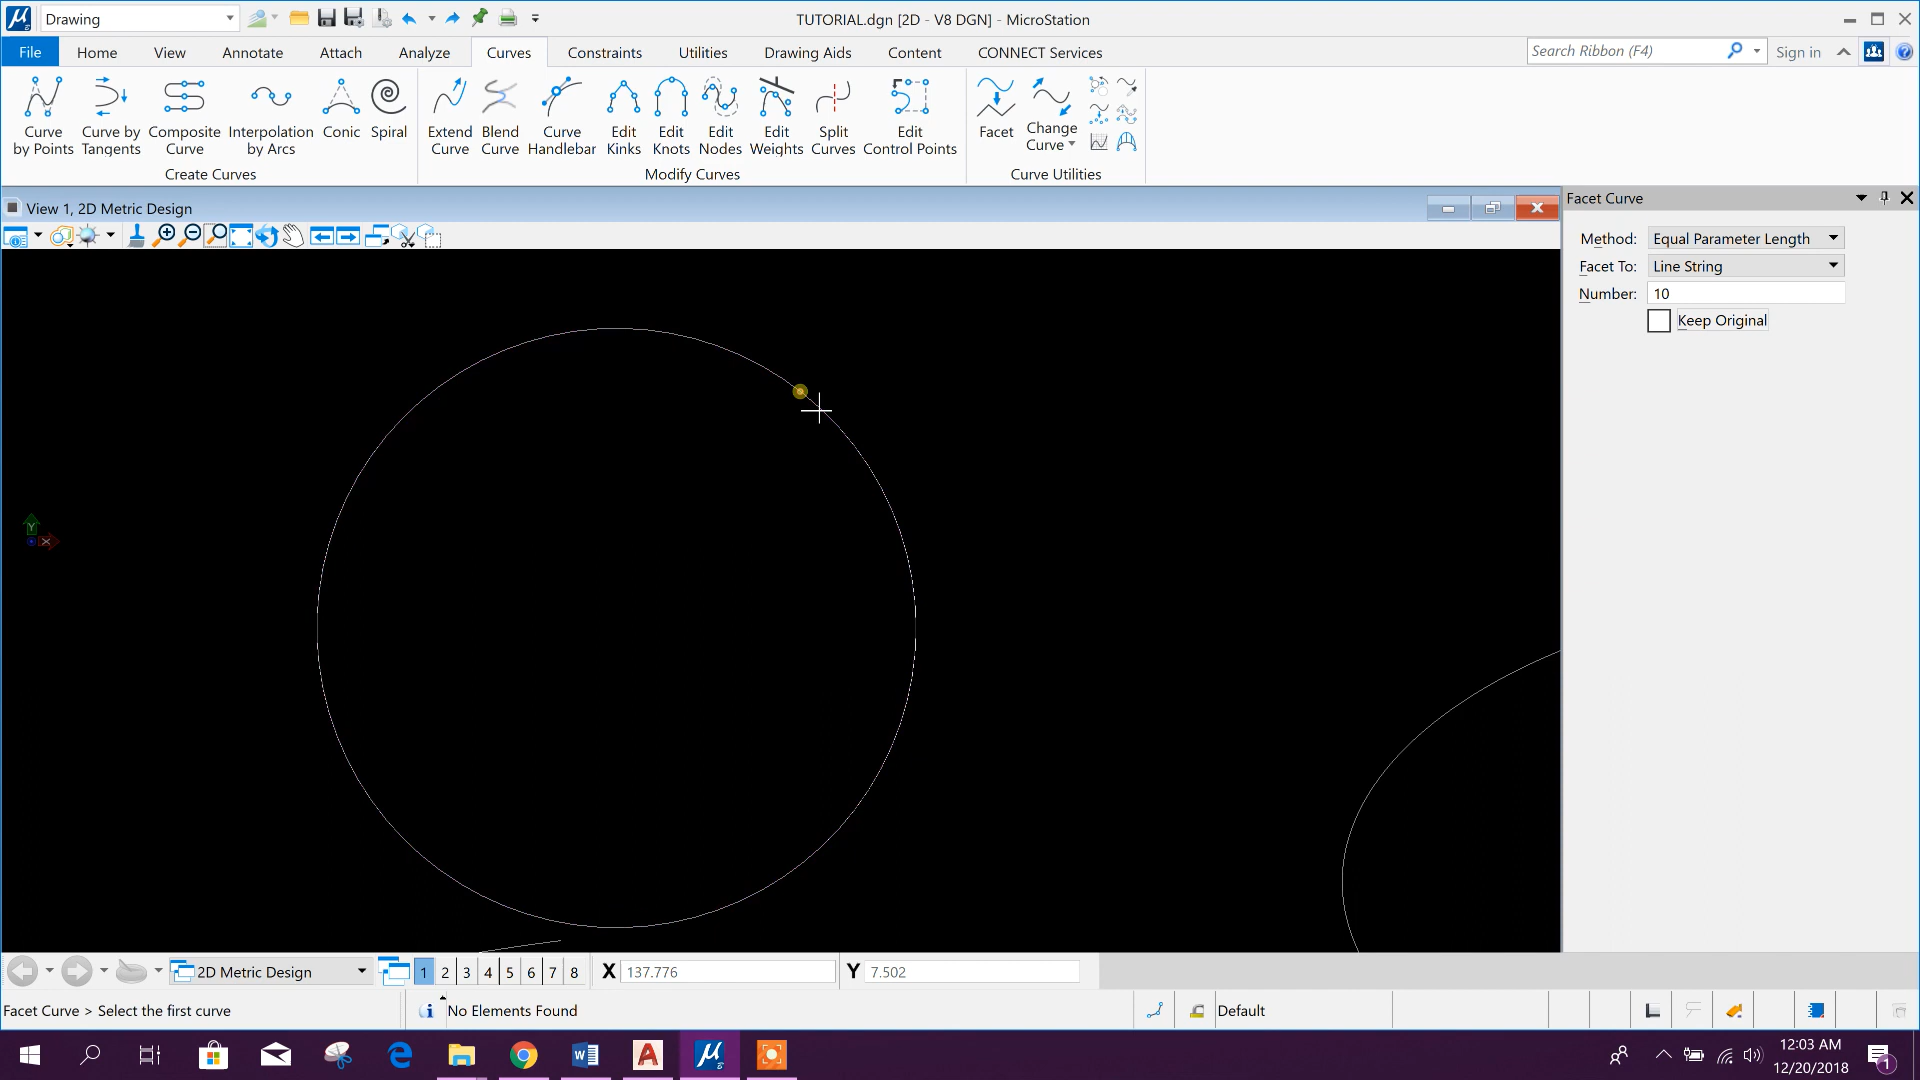 Drawing
TUTORIAL.dgn [2D - V8 DGN] - MicroStation
File Home View Annotate Attach Analyze Curves Constraints Utilities Drawing Aids Content CONNECT Services
Search Ribbon (F4)
Sign in
Curve by Points
Curve by Tangents
Composite Curve
Interpolation by Arcs
Conic
Spiral
Extend Curve
Blend Curve
Curve Handlebar
Edit Kinks
Edit Knots
Edit Nodes
Edit Weights
Split Curves
Edit Control Points
Facet
Change Curve
Create Curves
Modify Curves
Curve Utilities
View 1, 2D Metric Design
Facet Curve
Method: Equal Parameter Length
Facet To: Line String
Number: 10
Keep Original
Y
X
2D Metric Design
1 2 3 4 5 6 7 8
X 137.776
Y 7.502
Facet Curve > Select the first curve
No Elements Found
Default
12:03 AM
12/20/2018
1